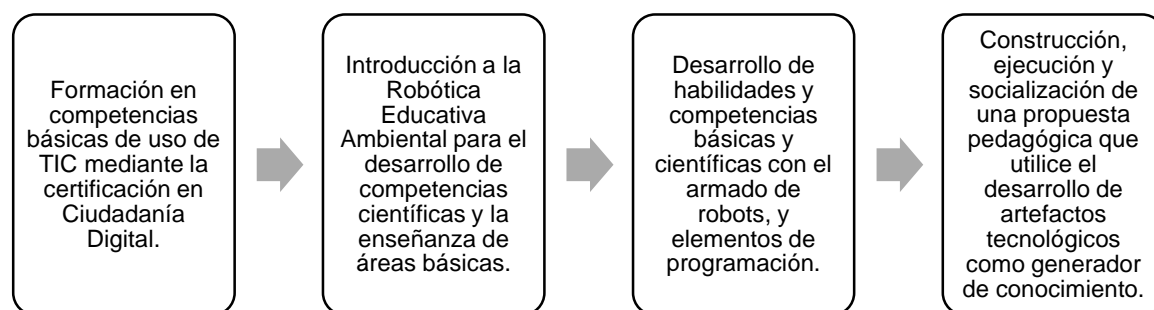 Formación en
competencias
básicas de uso de
TIC mediante la
certificación en
Ciudadanía
Digital.
Introducción a la
Robótica
Educativa
Ambiental para el
desarrollo de
competencias
científicas y la
enseñanza de
áreas básicas.
Desarrollo de
habilidades y
competencias
básicas y
científicas con el
armado de
robots, y
elementos de
programación.
Construcción,
ejecución y
socialización de
una propuesta
pedagógica que
utilice el
desarrollo de
artefactos
tecnológicos
como generador
de conocimiento.